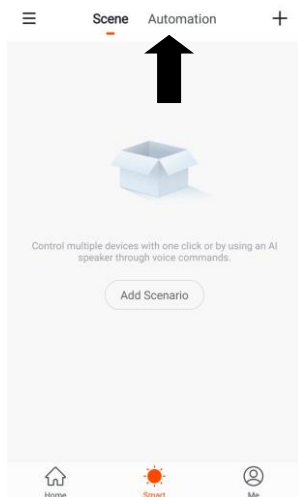 Scene Automation
Control multiple devices with one click or by using an AI
speaker through voice commands.
Add Scenario
Home Smart Me